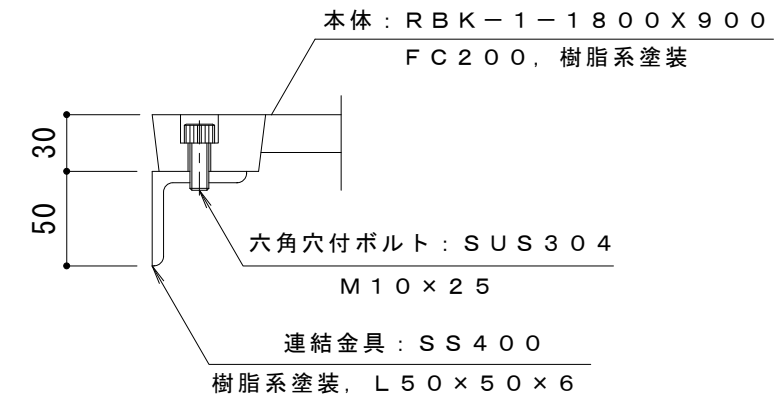 本体：ＲＢＫ－１－１８００Ｘ９００
ＦＣ２００，樹脂系塗装
30
50
六角穴付ボルト：ＳＵＳ３０４
Ｍ１０×２５
連結金具：ＳＳ４００
樹脂系塗装，Ｌ５０×５０×６